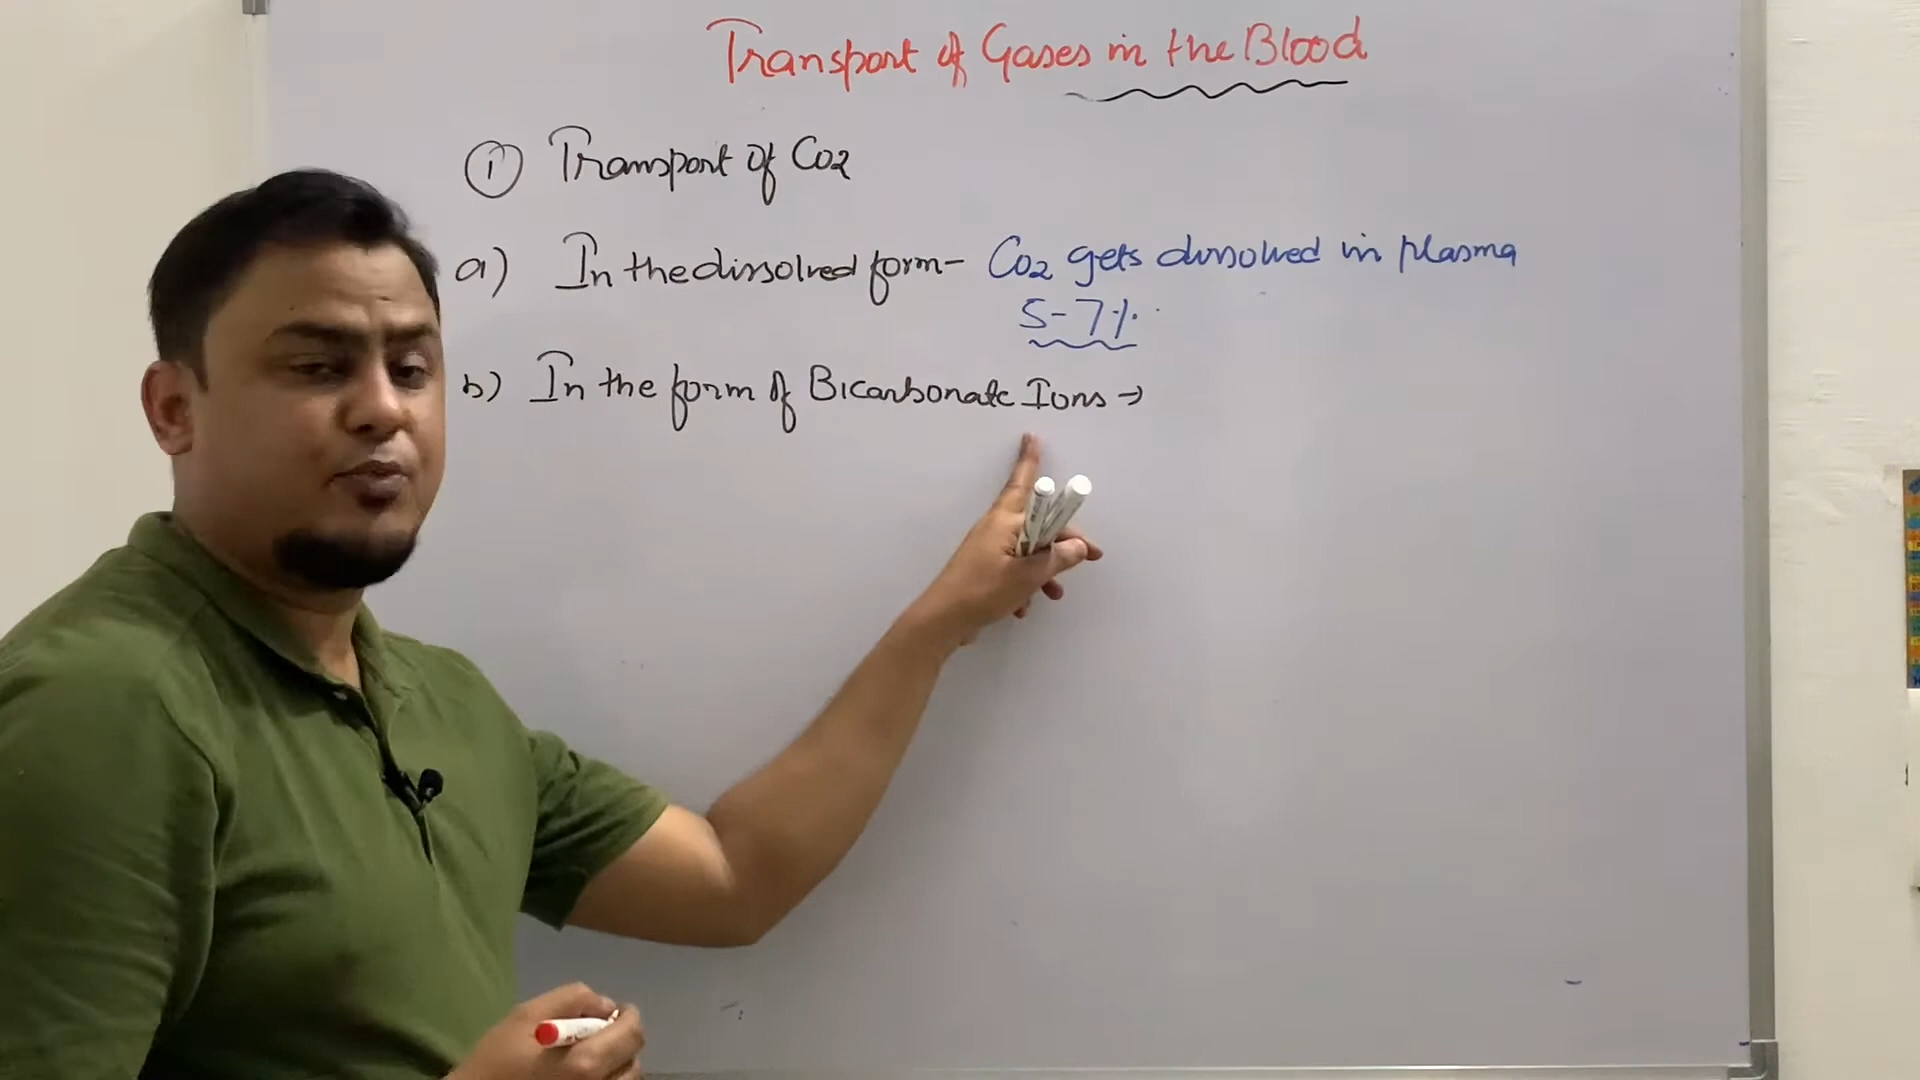 Transport of Gases in the Blood
① Transport of Co2
a) In the dissolved form - Co2 gets dissolved in plasma
5-7%.
b) In the form of Bicarbonate Ions →